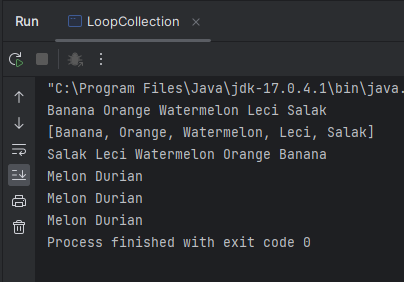 Run
LoopCollection
"C:\Program Files\Java\jdk-17.0.4.1\bin\java.
Banana Orange Watermelon Leci Salak
[Banana, Orange, Watermelon, Leci, Salak]
Salak Leci Watermelon Orange Banana
Melon Durian
Melon Durian
Melon Durian
Process finished with exit code 0